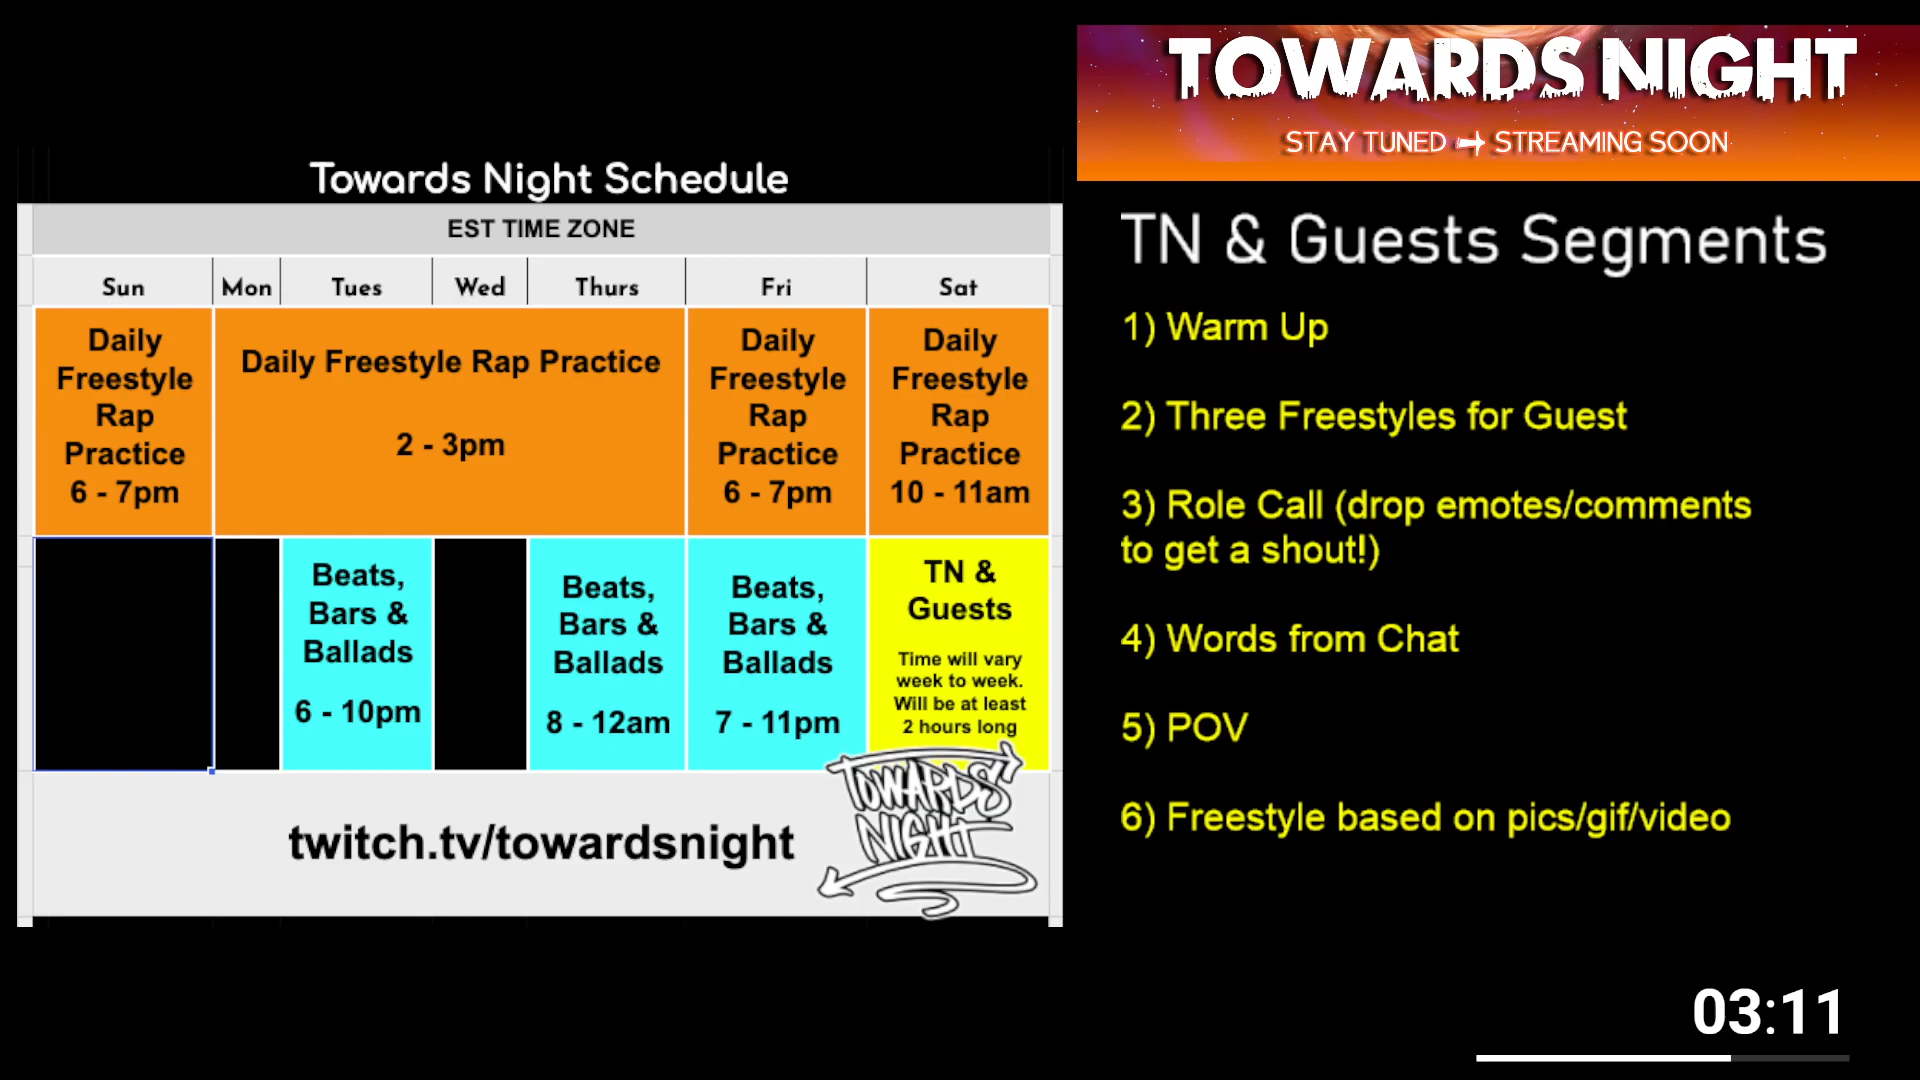 TOWARDS NIGHT
STAY TUNED STREAMING SOON
Towards Night Schedule
EST TIME ZONE
Sun Mon Tues Wed Thurs Fri Sat
Daily
Freestyle
Rap
Practice
6 - 7pm
Daily Freestyle Rap Practice
2 - 3pm
Daily
Freestyle
Rap
Practice
6 - 7pm
Daily
Freestyle
Rap
Practice
10 - 11am
Beats,
Bars &
Ballads
6 - 10pm
Beats,
Bars &
Ballads
8 - 12am
Beats,
Bars &
Ballads
7 - 11pm
TN &
Guests
Time will vary
week to week.
Will be at least
2 hours long
twitch.tv/towardsnight
TOWARDS
NIGHT
TN & Guests Segments
1) Warm Up
2) Three Freestyles for Guest
3) Role Call (drop emotes/comments
to get a shout!)
4) Words from Chat
5) POV
6) Freestyle based on pics/gif/video
03:11